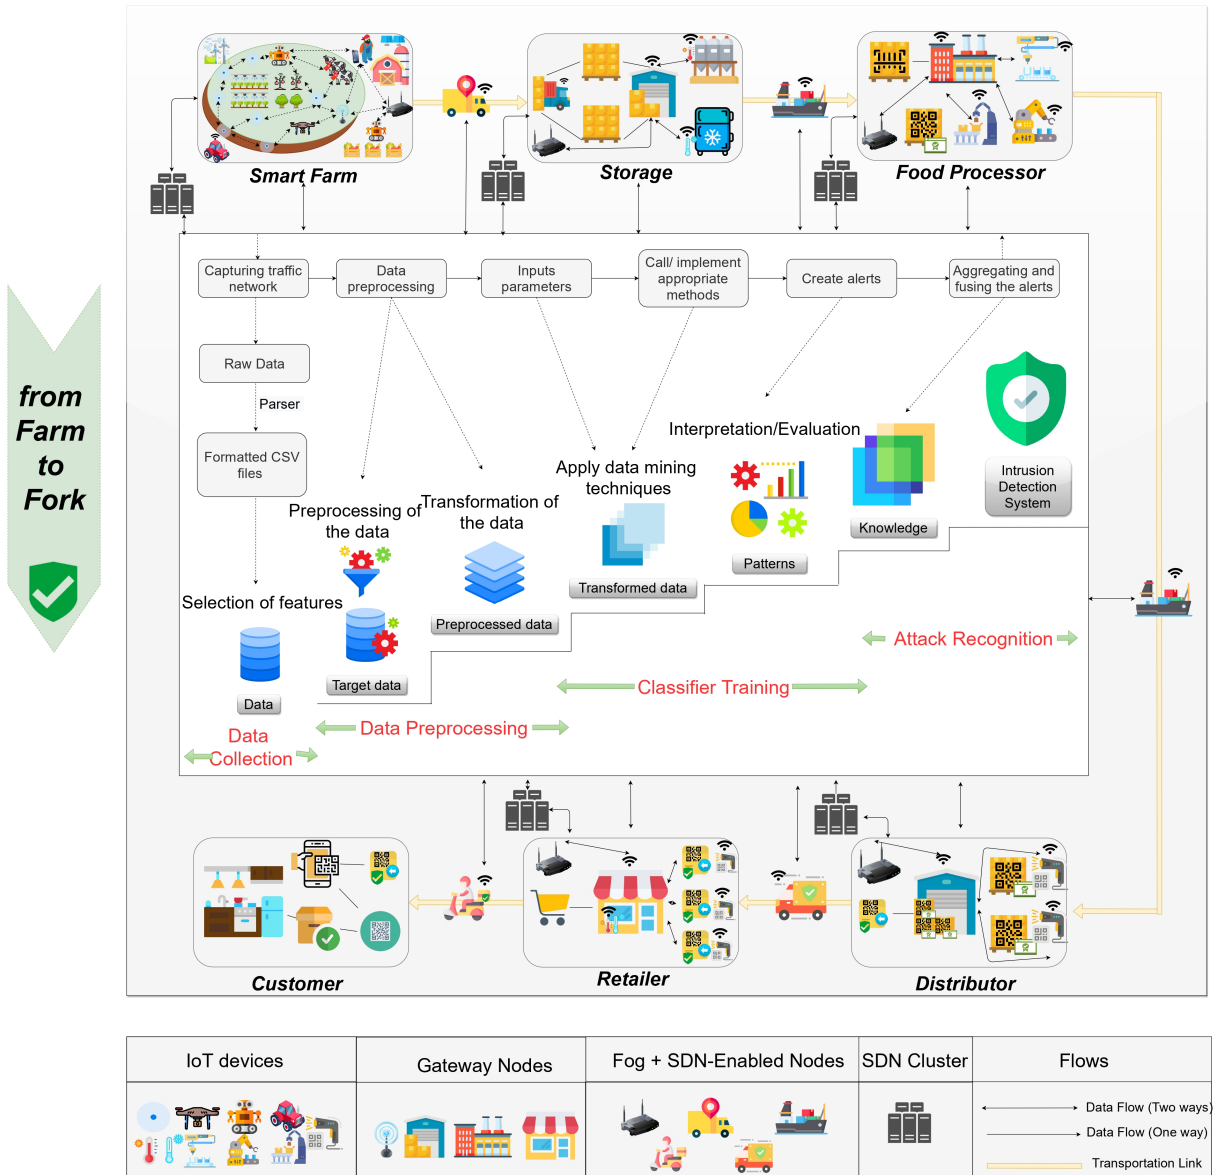 Smart Farm
Storage
Food Processor
Capturing traffic
network
Data
preprocessing
Inputs
parameters
Call/ implement
appropriate
methods
Create alerts
Aggregating and
fusing the alerts
Raw Data
Parser
Formatted CSV
files
from
Farm
to
Fork
Interpretation/Evaluation
Apply data mining
techniques
Intrusion
Detection
System
Transformation of
the data
Preprocessing of
the data
Knowledge
Patterns
Transformed data
Selection of features
Preprocessed data
Target data
Data
Attack Recognition
Classifier Training
Data Preprocessing
Data
Collection
Customer
Retailer
Distributor
IoT devices
Gateway Nodes
Fog + SDN-Enabled Nodes
SDN Cluster
Flows
Data Flow (Two ways)
Data Flow (One way)
Transportation Link